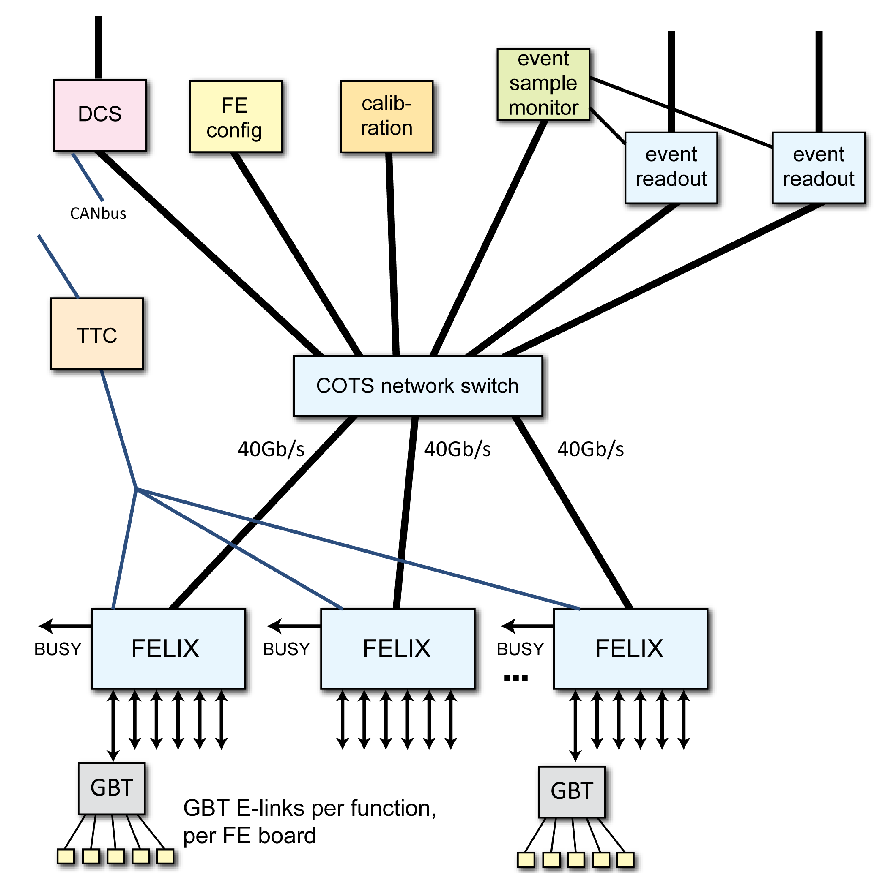 DCS
FE
config
calib-
ration
event
sample
monitor
event
readout
event
readout
CANbus
TTC
COTS network switch
40Gb/s
40Gb/s
40Gb/s
BUSY
FELIX
BUSY
FELIX
BUSY
...
FELIX
GBT
GBT E-links per function,
per FE board
GBT